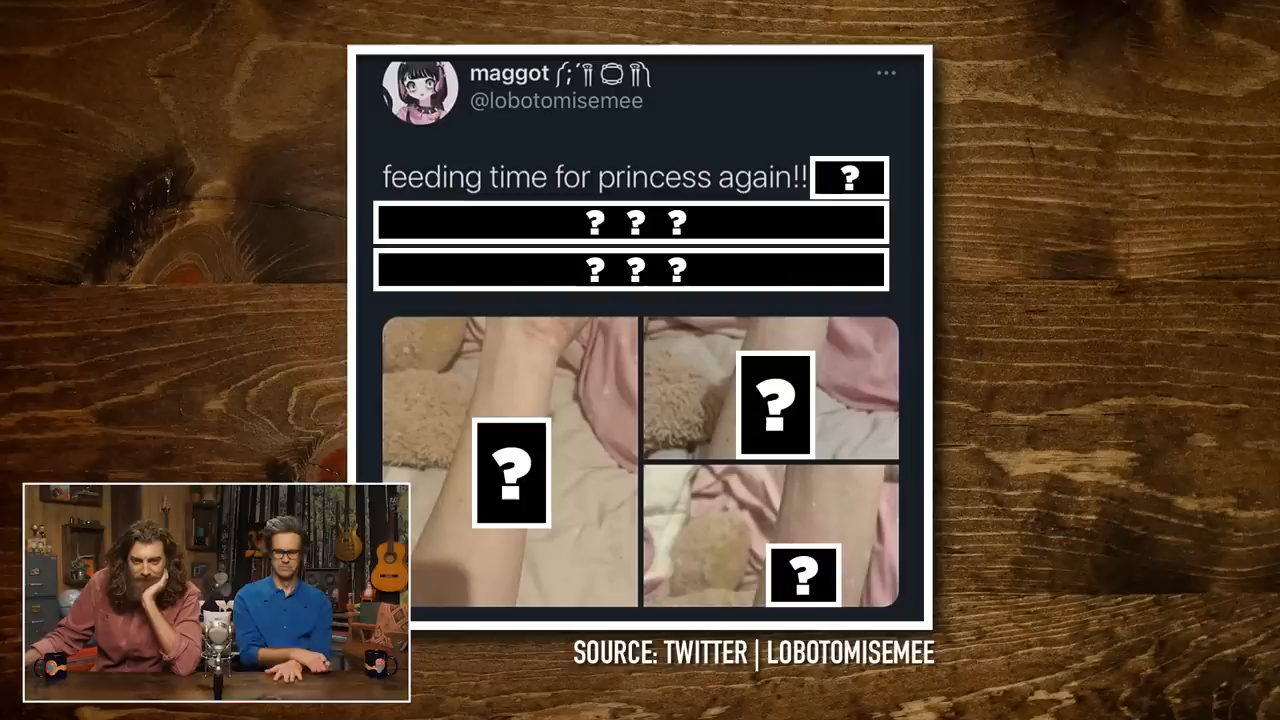 maggot
@lobotomisemee
feeding time for princess again!! ?
? ? ?
? ? ?
?
?
?
SOURCE: TWITTER | LOBOTOMISEMEE